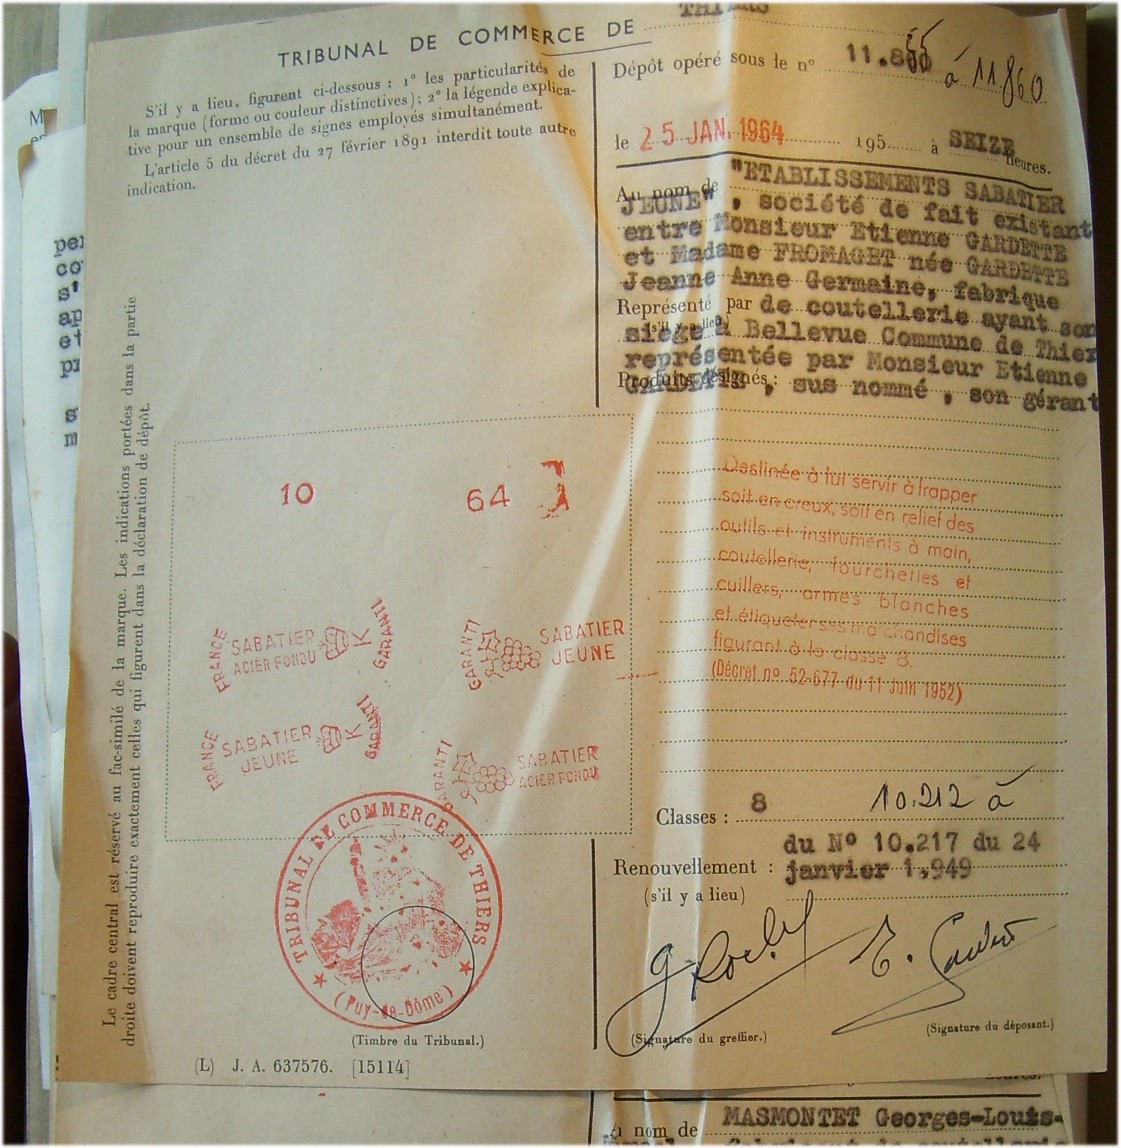 TRIBUNAL DE COMMERCE DE THIERS
S'il y a lieu, figurent ci-dessous : 1° les particularités de
la marque (forme ou couleur distinctives) ; 2° la légende explica-
tive pour un ensemble de signes employés simultanément.
L'article 5 du décret du 27 février 1891 interdit toute autre
indication.
Dépôt opéré sous le n° 11.855 à 11860
le 25 JAN. 1964 195 à SEIZE heures.
Au nom de "ETABLISSEMENTS SABATIER
JEUNE", société de fait existant
entre Monsieur Etienne GARDETTE
et Madame FROMAGET née GARDETTE
Jeanne Anne Germaine, fabrique
Représenté par de coutellerie ayant son
(s'il y a lieu)
siège à Bellevue Commune de Thier
représentée par Monsieur Etienne
Produits désignés :
GARDETTE, sus nommé, son gérant
Le cadre central est réservé au fac-similé de la marque. Les indications portées dans la partie
droite doivent reproduire exactement celles qui figurent dans la déclaration de dépôt.
10 64
FRANCE SABATIER ACIER FONDU K GARANTI
GARANTI SABATIER JEUNE
FRANCE SABATIER JEUNE K GARANTI
GARANTI SABATIER ACIER FONDU
Destinée à lui servir à frapper
soit en creux, soit en relief des
outils et instruments à main,
coutellerie, fourchettes et
cuillers, armes blanches
et étiqueter ses marchandises
figurant à la classe 8.
(Décret n° 52-677 du 11 Juin 1952)
Classes : 8 10.212 à
du N° 10.217 du 24
Renouvellement : janvier 1.949
(s'il y a lieu)
TRIBUNAL DE COMMERCE DE THIERS
(Puy-de-Dôme)
(Timbre du Tribunal.)
(Signature du greffier.)
(Signature du déposant.)
(L) J. A. 637576. [15114]
heures.
nom de MASMONTET Georges-Louis-